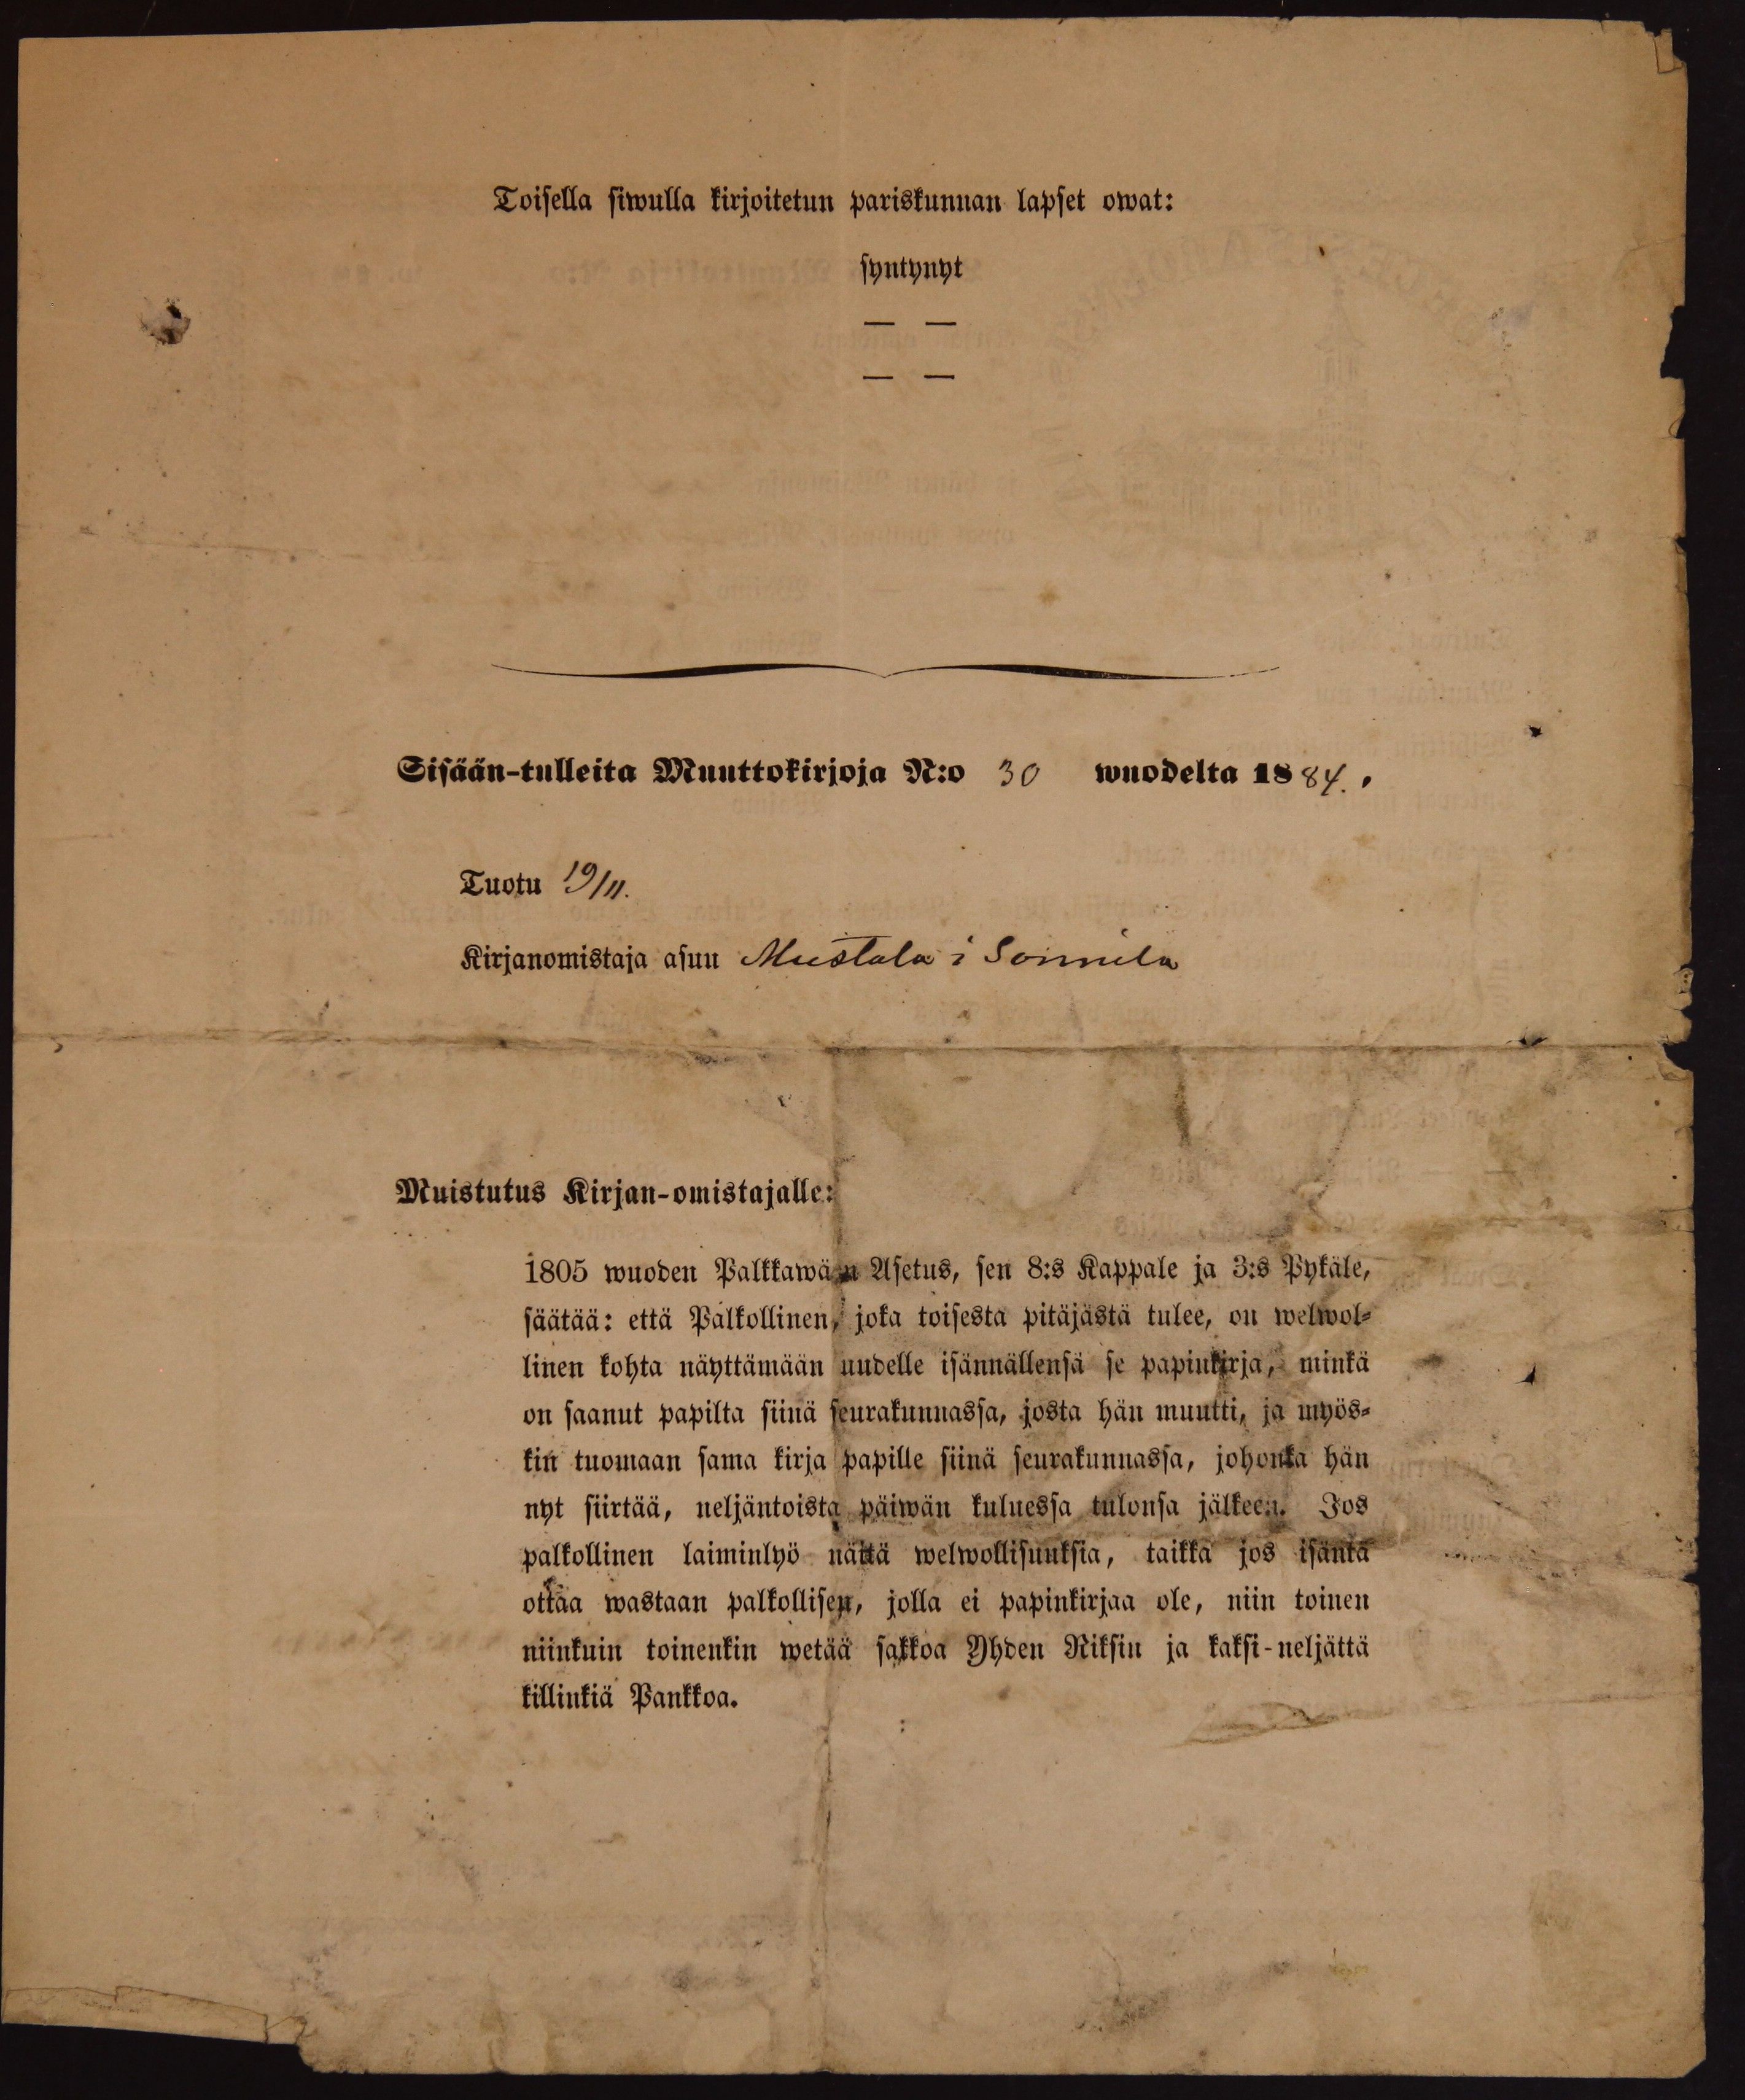 Toisella siwulla kirjoitetun pariskunnan lapset owat:
syntynyt
— —
— —
Sisään-tulleita Muuttokirjoja N:o 30 wuodelta 1884.
Tuotu 19/11.
Kirjanomistaja asuu Mustala i Sonnila
Muistutus Kirjan-omistajalle:
1805 wuoden Palkkawäen Asetus, sen 8:s Kappale ja 3:s Pykäle,
säätää: että Palkollinen, joka toisesta pitäjästä tulee, on welwol-
linen kohta näyttämään uudelle isännällensä se papinkirja, minkä
on saanut papilta siinä seurakunnassa, josta hän muutti, ja myös-
kin tuomaan sama kirja papille siinä seurakunnassa, johonka hän
nyt siirtää, neljäntoista päiwän kuluessa tulonsa jälkeen. Jos
palkollinen laiminlyö näitä welwollisuuksia, taikka jos isäntä
ottaa wastaan palkollisen, jolla ei papinkirjaa ole, niin toinen
niinkuin toinenkin wetää sakkoa Yhden Riksin ja kaksi-neljättä
killinkiä Pankkoa.